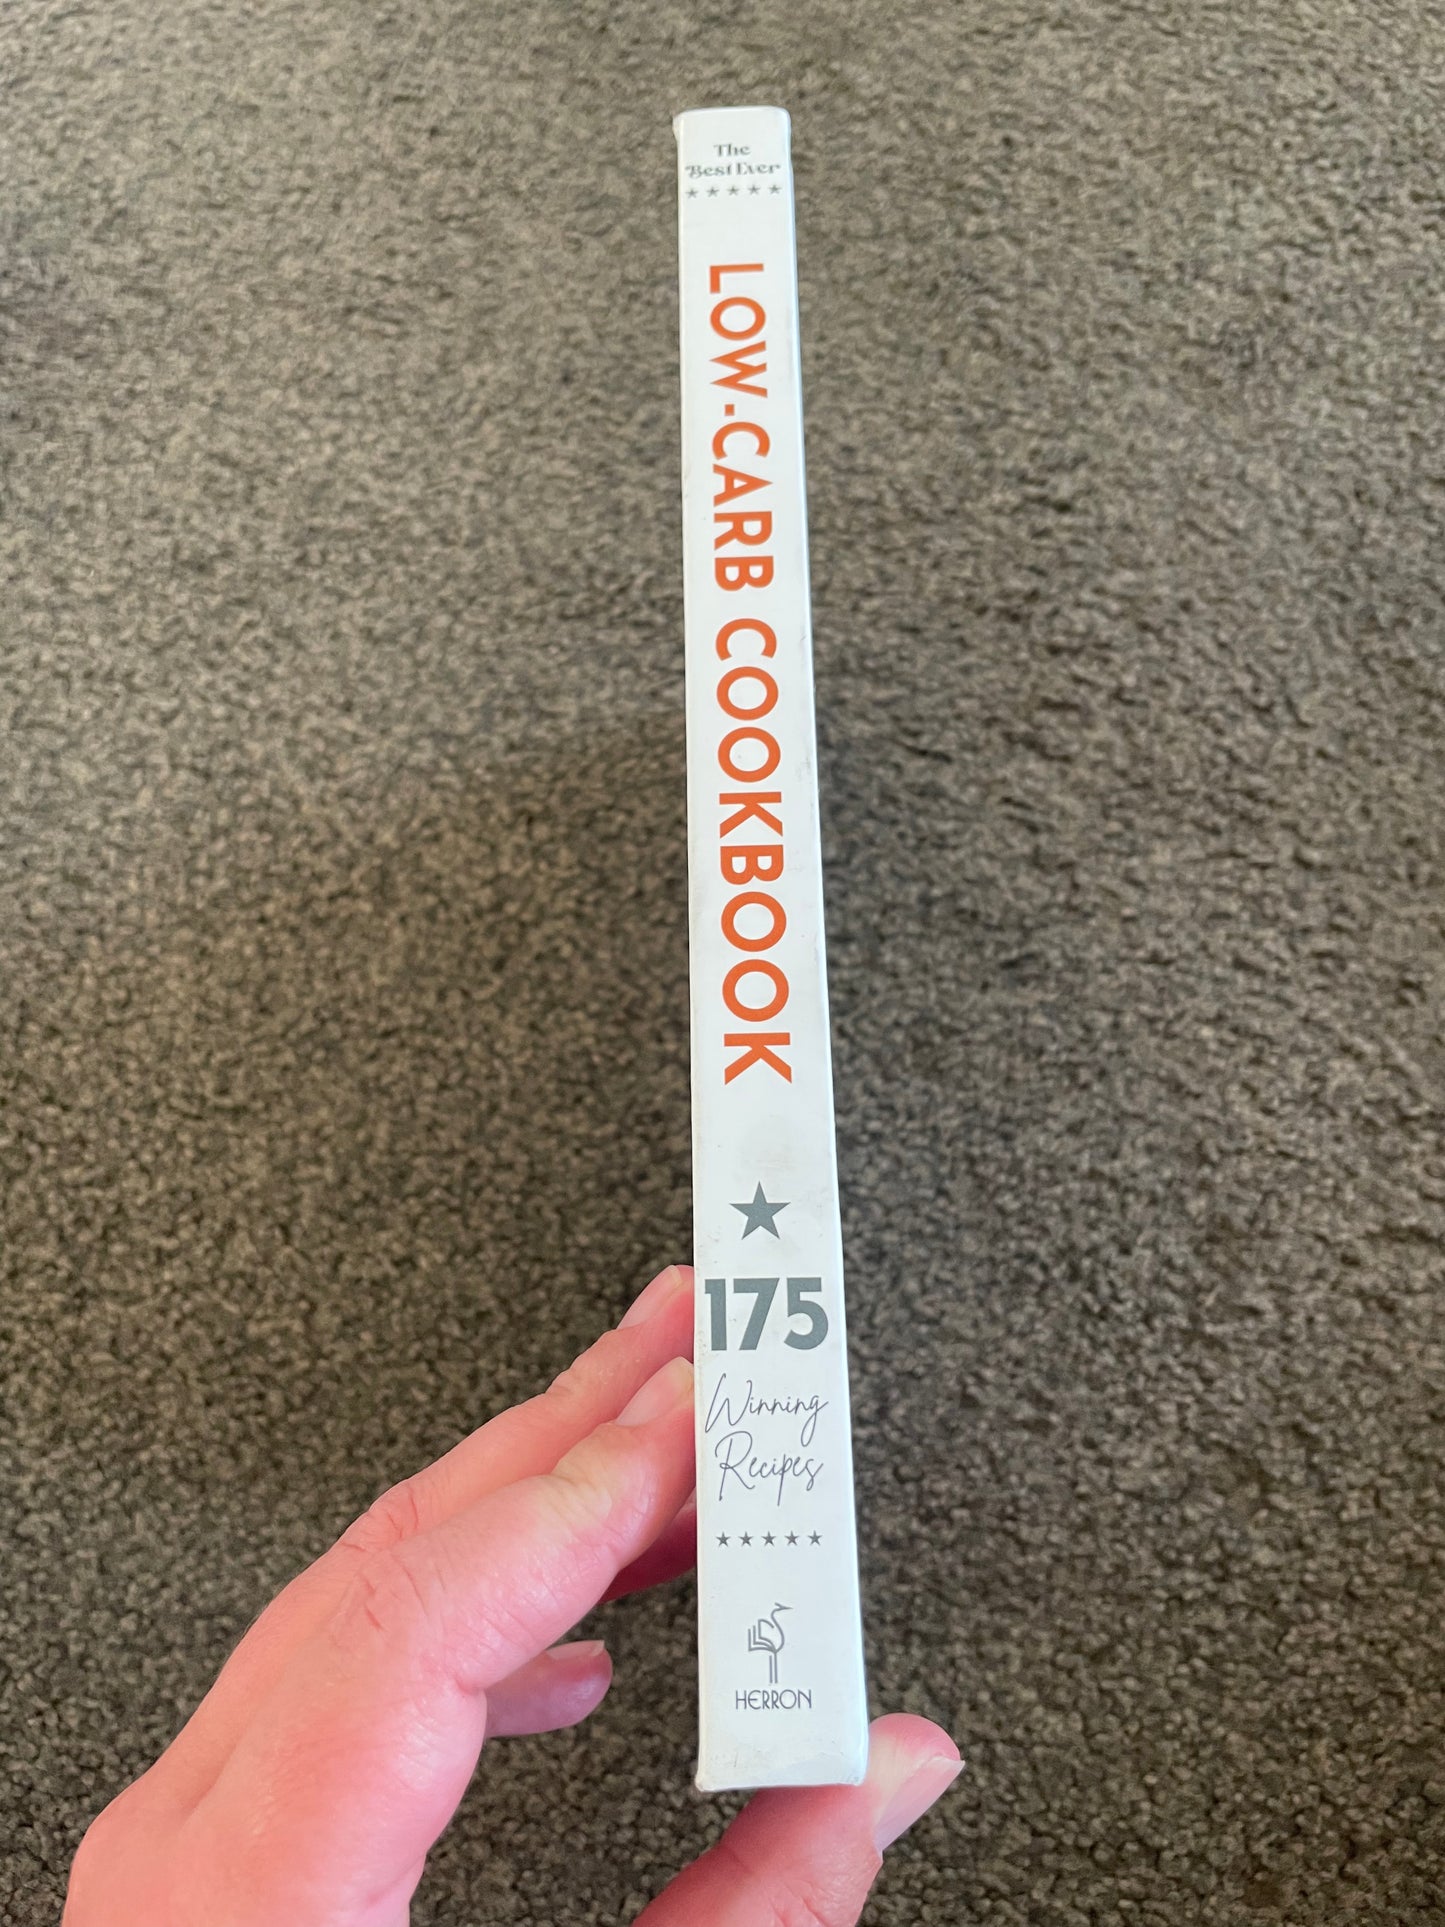 The
Best Ever
LOW-CARB COOKBOOK
175
Winning
Recipes
HERRON